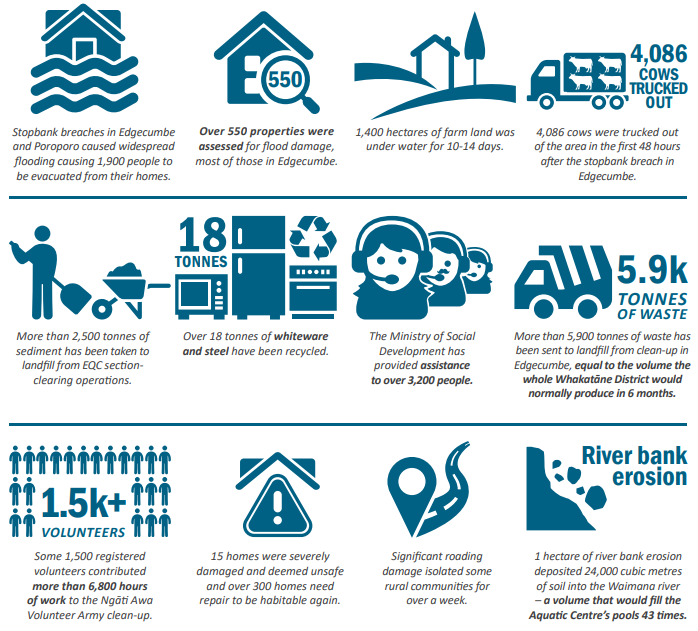 550
4,086
COWS
TRUCKED
OUT
Stopbank breaches in Edgecumbe
and Poroporo caused widespread
flooding causing 1,900 people to
be evacuated from their homes.
Over 550 properties were
assessed for flood damage,
most of those in Edgecumbe.
1,400 hectares of farm land was
under water for 10-14 days.
4,086 cows were trucked out
of the area in the first 48 hours
after the stopbank breach in
Edgecumbe.
18
TONNES
5.9k
TONNES
OF WASTE
More than 2,500 tonnes of
sediment has been taken to
landfill from EQC section-
clearing operations.
Over 18 tonnes of whiteware
and steel have been recycled.
The Ministry of Social
Development has
provided assistance
to over 3,200 people.
More than 5,900 tonnes of waste has
been sent to landfill from clean-up in
Edgecumbe, equal to the volume the
whole Whakatāne District would
normally produce in 6 months.
1.5k+
VOLUNTEERS
River bank
erosion
Some 1,500 registered
volunteers contributed
more than 6,800 hours
of work to the Ngāti Awa
Volunteer Army clean-up.
15 homes were severely
damaged and deemed unsafe
and over 300 homes need
repair to be habitable again.
Significant roading
damage isolated some
rural communities for
over a week.
1 hectare of river bank erosion
deposited 24,000 cubic metres
of soil into the Waimana river
– a volume that would fill the
Aquatic Centre's pools 43 times.